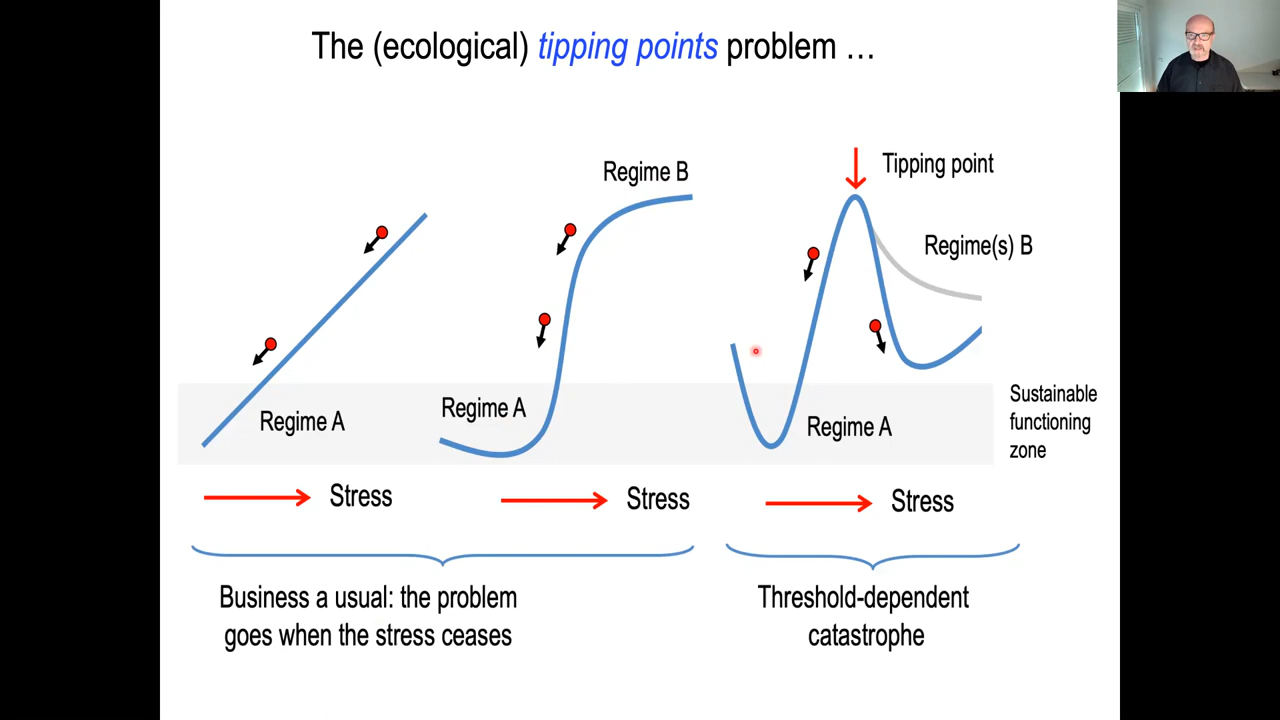 The (ecological) tipping points problem …
Regime B
Tipping point
Regime(s) B
Regime A
Regime A
Regime A
Sustainable
functioning
zone
Stress
Stress
Stress
Business a usual: the problem
goes when the stress ceases
Threshold-dependent
catastrophe